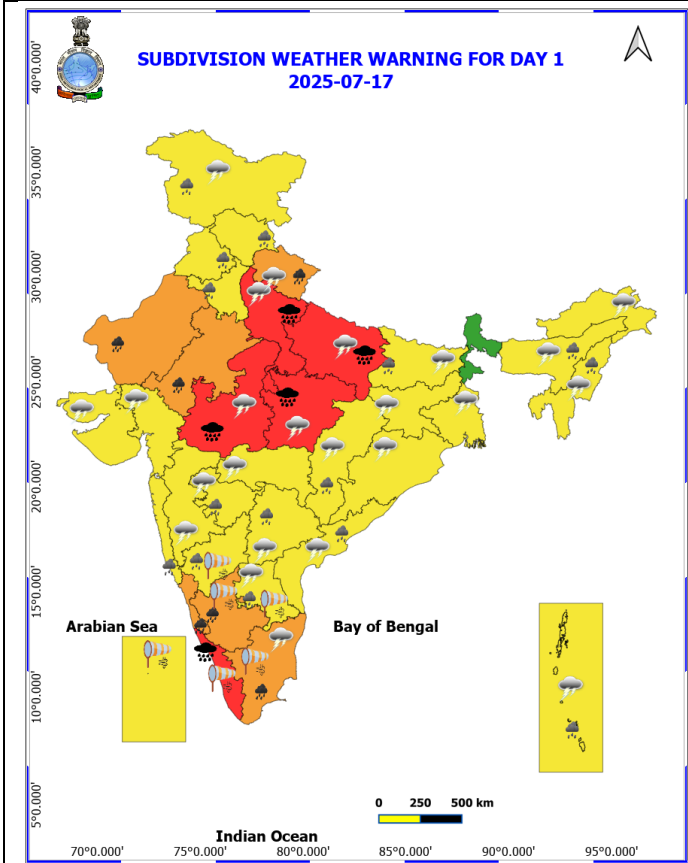 SUBDIVISION WEATHER WARNING FOR DAY 1
2025-07-17
40°0.000'
35°0.000'
30°0.000'
25°0.000'
20°0.000'
15°0.000'
Arabian Sea
Bay of Bengal
10°0.000'
5°0.000'
0 250 500 km
Indian Ocean
70°0.000' 75°0.000' 80°0.000' 85°0.000' 90°0.000' 95°0.000'